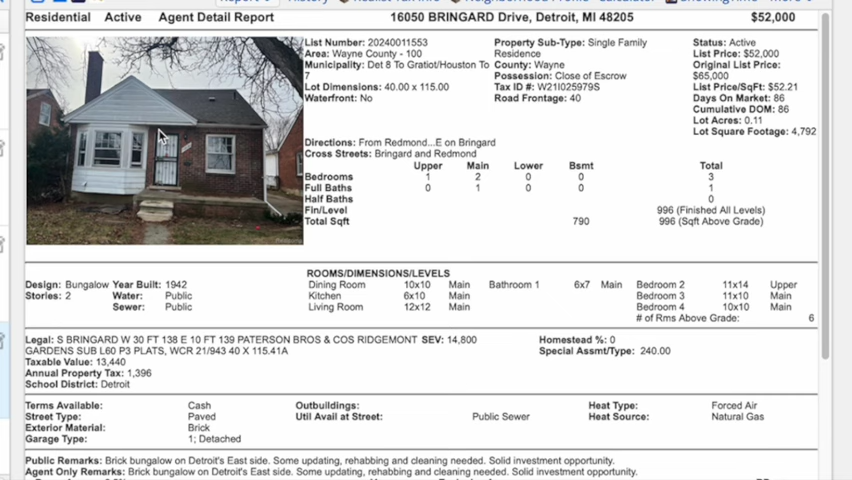 Residential Active Agent Detail Report 16050 BRINGARD Drive, Detroit, MI 48205 $52,000
List Number: 20240011553
Area: Wayne County - 100
Municipality: Det 8 To Gratiot/Houston To 7
Lot Dimensions: 40.00 x 115.00
Waterfront: No
Property Sub-Type: Single Family Residence
County: Wayne
Possession: Close of Escrow
Tax ID #: W21I025979S
Road Frontage: 40
Status: Active
List Price: $52,000
Original List Price: $65,000
List Price/SqFt: $52.21
Days On Market: 86
Cumulative DOM: 86
Lot Acres: 0.11
Lot Square Footage: 4,792
Directions: From Redmond...E on Bringard
Cross Streets: Bringard and Redmond
Upper Main Lower Bsmt Total
Bedrooms 1 2 0 0 3
Full Baths 0 1 0 0 1
Half Baths 0
Fin/Level 996 (Finished All Levels)
Total Sqft 790 996 (Sqft Above Grade)
ROOMS/DIMENSIONS/LEVELS
Design: Bungalow Year Built: 1942
Stories: 2 Water: Public
Sewer: Public
Dining Room 10x10 Main Bathroom 1 6x7 Main Bedroom 2 11x14 Upper
Kitchen 6x10 Main Bedroom 3 11x10 Main
Living Room 12x12 Main Bedroom 4 10x10 Main
# of Rms Above Grade: 6
Legal: S BRINGARD W 30 FT 138 E 10 FT 139 PATERSON BROS & COS RIDGEMONT SEV: 14,800 Homestead %: 0
GARDENS SUB L60 P3 PLATS, WCR 21/943 40 X 115.41A Special Assmt/Type: 240.00
Taxable Value: 13,440
Annual Property Tax: 1,396
School District: Detroit
Terms Available: Cash Outbuildings: Heat Type: Forced Air
Street Type: Paved Util Avail at Street: Public Sewer Heat Source: Natural Gas
Exterior Material: Brick
Garage Type: 1; Detached
Public Remarks: Brick bungalow on Detroit's East side. Some updating, rehabbing and cleaning needed. Solid investment opportunity.
Agent Only Remarks: Brick bungalow on Detroit's East side. Some updating, rehabbing and cleaning needed. Solid investment opportunity.